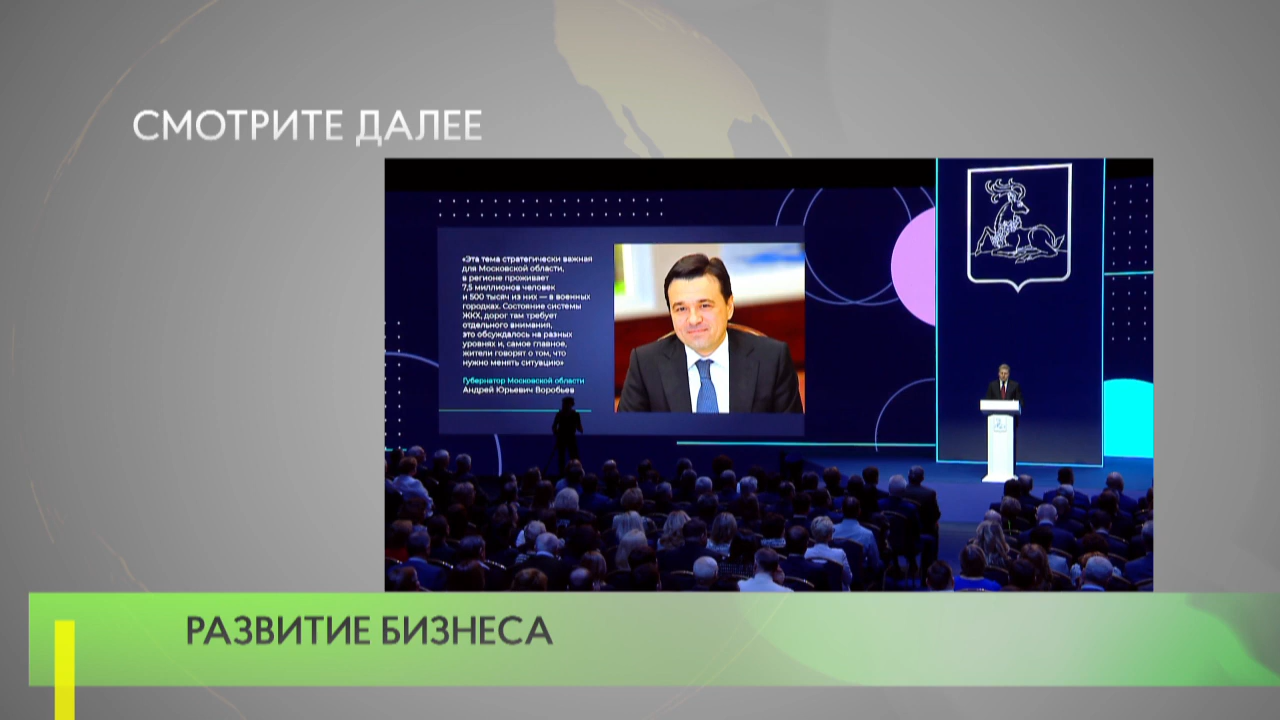 СМОТРИТЕ ДАЛЕЕ
«Эта тема стратегически важная
для Московской области,
в регионе проживает
7,5 миллионов человек
и 500 тысяч из них — в военных
городках. Состояние системы
ЖКХ, дорог там требует
отдельного внимания,
это обсуждалось на разных
уровнях и, самое главное,
жители говорят о том, что
нужно менять ситуацию»
Губернатор Московской области
Андрей Юрьевич Воробьев
РАЗВИТИЕ БИЗНЕСА